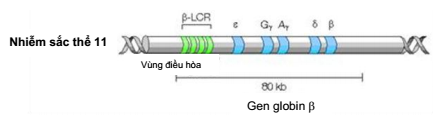 β-LCR
ε
Gγ
Aγ
δ
β
Nhiễm sắc thể 11
Vùng điều hòa
80 kb
Gen globin β